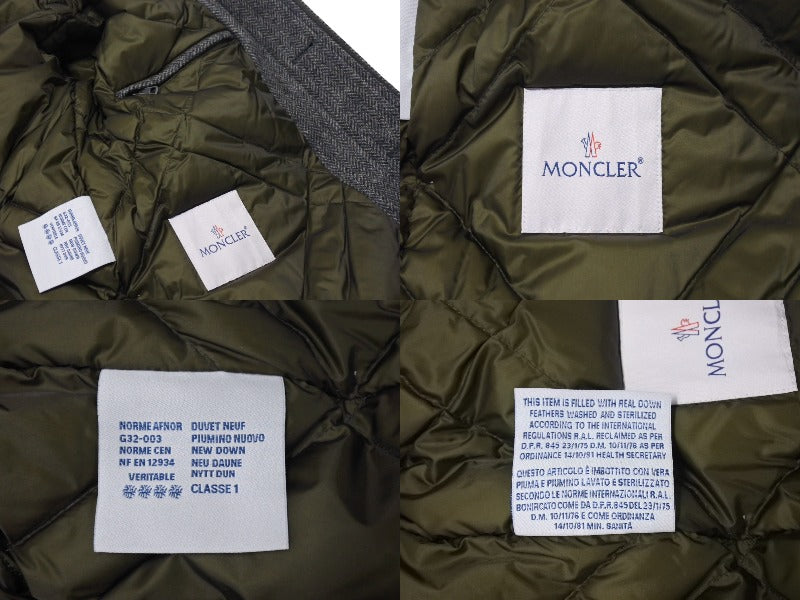 MONCLER
MONCLER®
NORME AFNOR
G32-003
NORME CEN
NF EN 12934
VERITABLE
DUVET NEUF
PIUMINO NUOVO
NEW DOWN
NEU DAUNE
NYTT DUN
CLASSE 1
MONCLER
THIS ITEM IS FILLED WITH REAL DOWN
FEATHERS WASHED AND STERILIZED
ACCORDING TO THE INTERNATIONAL
REGULATIONS R.A.L. RECLAIMED AS PER
D.P.R. 845 23/1/75 D.M. 10/11/76 AS PER
ORDINANCE 14/10/81 HEALTH SECRETARY
QUESTO ARTICOLO È IMBOTTITO CON VERA
PIUMA E PIUMINO LAVATO E STERILIZZATO
SECONDO LE NORME INTERNAZIONALI R.A.L.
BONIFICATO COME DA D.P.R. 845 DEL 23/1/75
D.M. 10/11/76 E COME ORDINANZA
14/10/81 MIN. SANITÀ